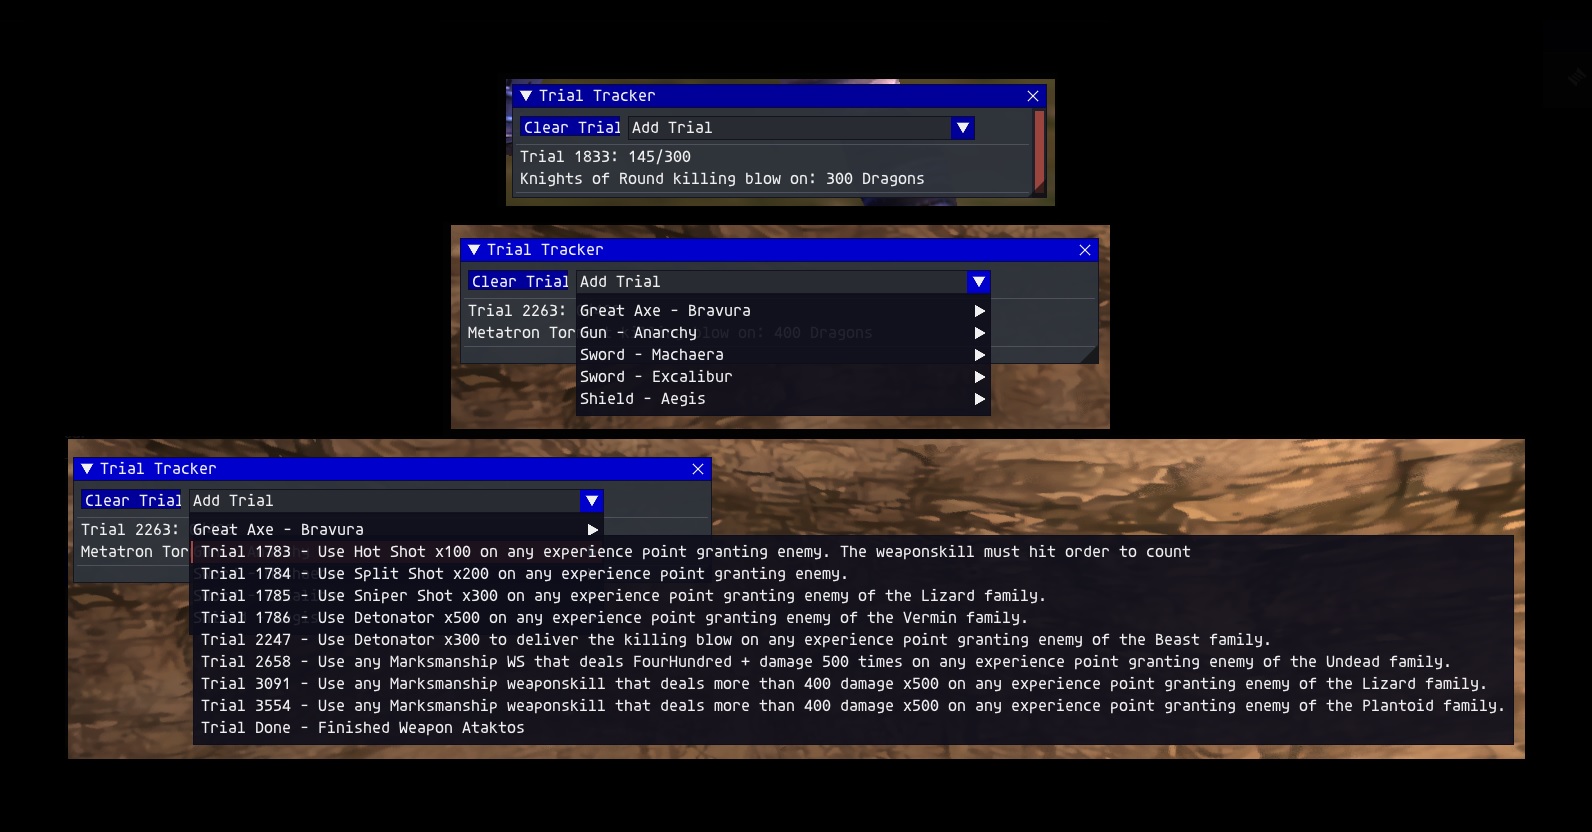 Trial Tracker
Clear Trial Add Trial
Trial 1833: 145/300
Knights of Round killing blow on: 300 Dragons
Trial Tracker
Clear Trial Add Trial
Trial 2263: Great Axe - Bravura
Metatron Tor Gun - Anarchy low on: 400 Dragons
Sword - Machaera
Sword - Excalibur
Shield - Aegis
Trial Tracker
Clear Trial Add Trial
Trial 2263: Great Axe - Bravura
Metatron Tor Trial 1783 - Use Hot Shot x100 on any experience point granting enemy. The weaponskill must hit order to count
Trial 1784 - Use Split Shot x200 on any experience point granting enemy.
Trial 1785 - Use Sniper Shot x300 on any experience point granting enemy of the Lizard family.
Trial 1786 - Use Detonator x500 on any experience point granting enemy of the Vermin family.
Trial 2247 - Use Detonator x300 to deliver the killing blow on any experience point granting enemy of the Beast family.
Trial 2658 - Use any Marksmanship WS that deals FourHundred + damage 500 times on any experience point granting enemy of the Undead family.
Trial 3091 - Use any Marksmanship weaponskill that deals more than 400 damage x500 on any experience point granting enemy of the Lizard family.
Trial 3554 - Use any Marksmanship weaponskill that deals more than 400 damage x500 on any experience point granting enemy of the Plantoid family.
Trial Done - Finished Weapon Ataktos